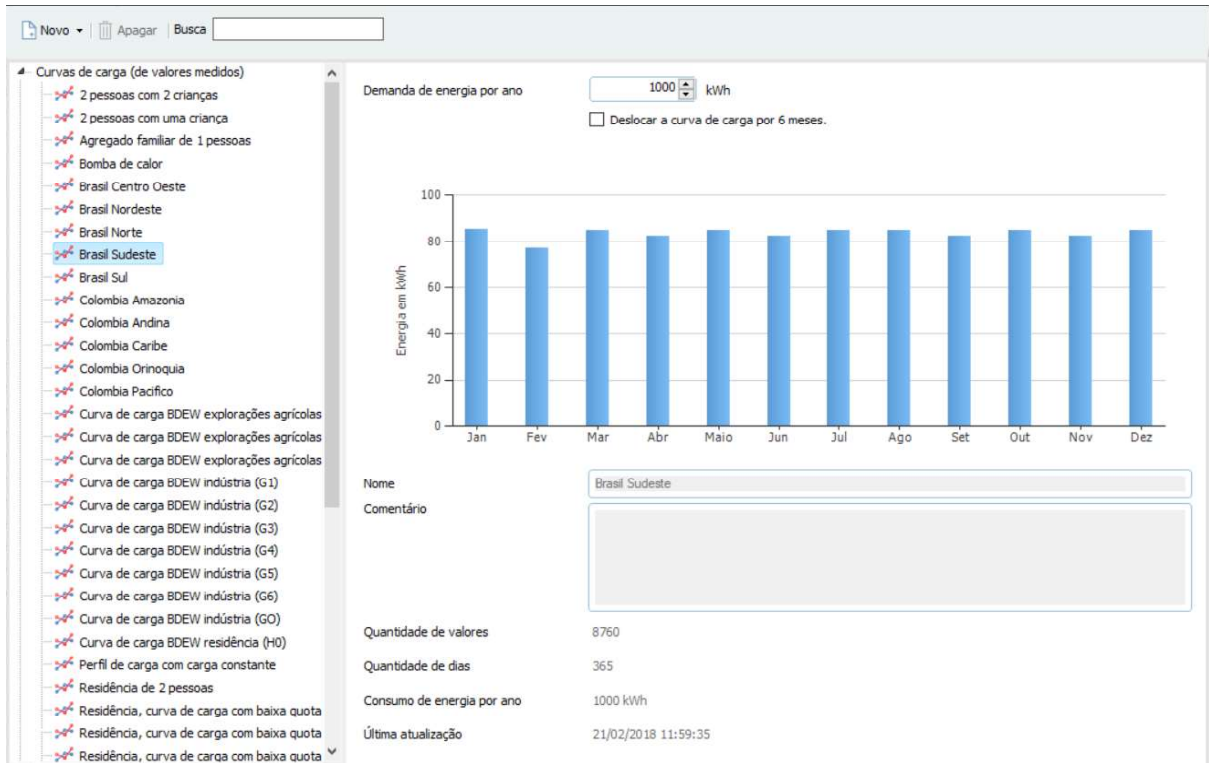 Novo Apagar Busca
Curvas de carga (de valores medidos)
2 pessoas com 2 crianças
2 pessoas com uma criança
Agregado familiar de 1 pessoas
Bomba de calor
Brasil Centro Oeste
Brasil Nordeste
Brasil Norte
Brasil Sudeste
Brasil Sul
Colombia Amazonia
Colombia Andina
Colombia Caribe
Colombia Orinoquia
Colombia Pacifico
Curva de carga BDEW explorações agrícolas
Curva de carga BDEW explorações agrícolas
Curva de carga BDEW explorações agrícolas
Curva de carga BDEW indústria (G1)
Curva de carga BDEW indústria (G2)
Curva de carga BDEW indústria (G3)
Curva de carga BDEW indústria (G4)
Curva de carga BDEW indústria (G5)
Curva de carga BDEW indústria (G6)
Curva de carga BDEW indústria (GO)
Curva de carga BDEW residência (H0)
Perfil de carga com carga constante
Residência de 2 pessoas
Residência, curva de carga com baixa quota
Residência, curva de carga com baixa quota
Residência, curva de carga com baixa quota
Demanda de energia por ano 1000 kWh
Deslocar a curva de carga por 6 meses.
Energia em kWh
100
80
60
40
20
0
Jan Fev Mar Abr Maio Jun Jul Ago Set Out Nov Dez
Nome Brasil Sudeste
Comentário
Quantidade de valores 8760
Quantidade de dias 365
Consumo de energia por ano 1000 kWh
Última atualização 21/02/2018 11:59:35